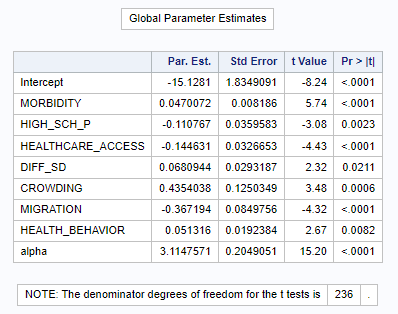 Global Parameter Estimates
Par. Est. Std Error t Value Pr > |t|
Intercept -15.1281 1.8349091 -8.24 <.0001
MORBIDITY 0.0470072 0.008186 5.74 <.0001
HIGH_SCH_P -0.110767 0.0359583 -3.08 0.0023
HEALTHCARE_ACCESS -0.144631 0.0326653 -4.43 <.0001
DIFF_SD 0.0680944 0.0293187 2.32 0.0211
CROWDING 0.4354038 0.1250349 3.48 0.0006
MIGRATION -0.367194 0.0849756 -4.32 <.0001
HEALTH_BEHAVIOR 0.051316 0.0192384 2.67 0.0082
alpha 3.1147571 0.2049051 15.20 <.0001
NOTE: The denominator degrees of freedom for the t tests is 236 .